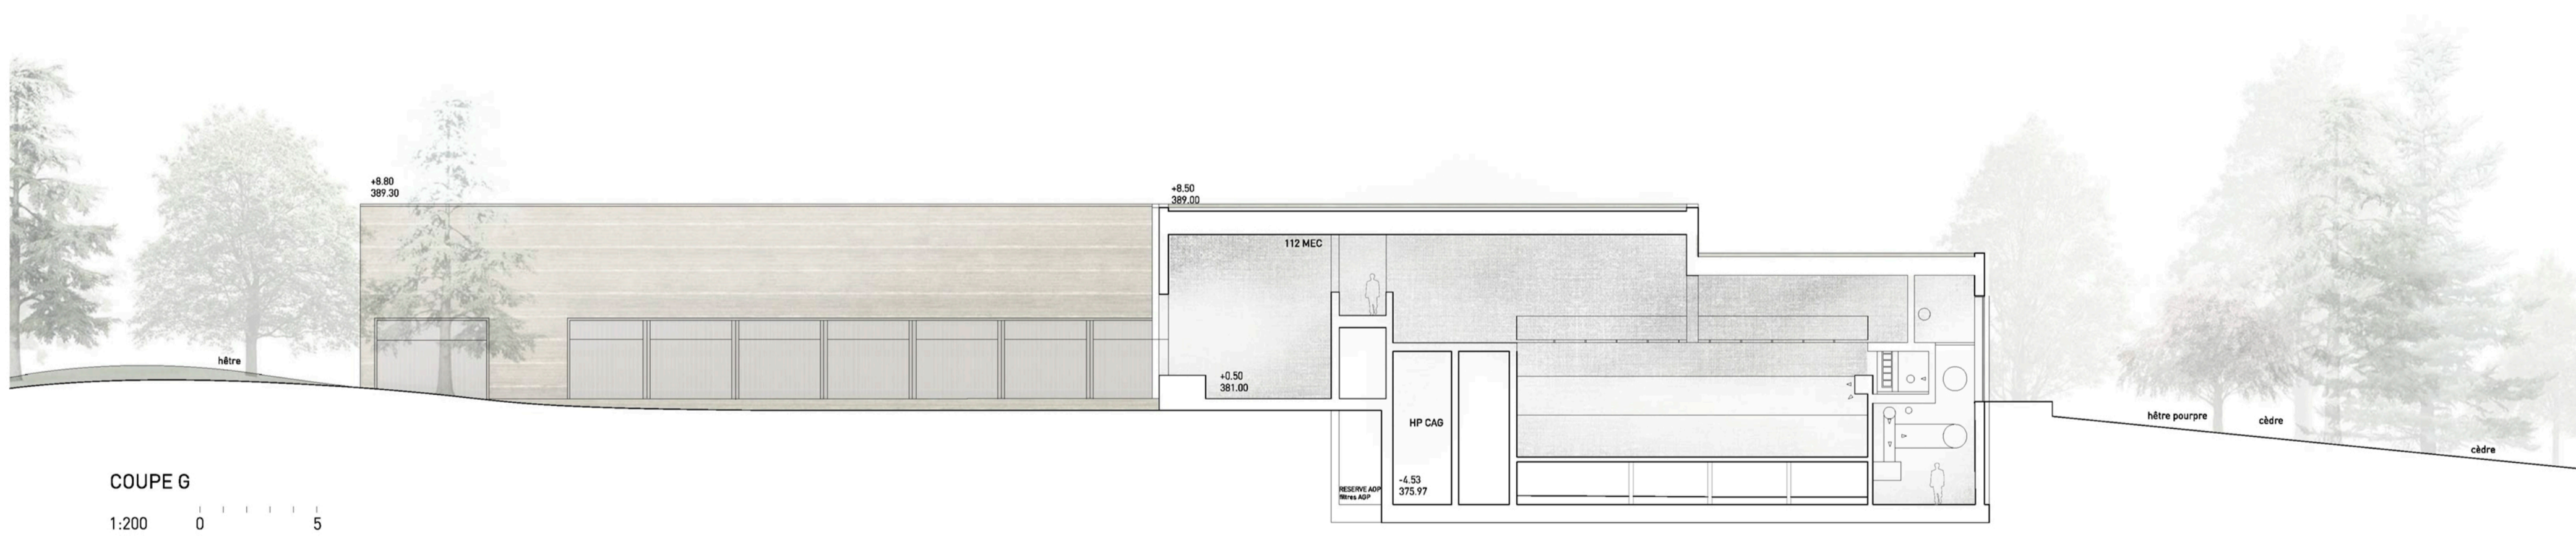 +8.80
389.30
+8.50
389.00
112 MEC
hêtre
+0.50
381.00
HP CAG
hêtre pourpre
cèdre
cèdre
-4.53
375.97
RESERVE AGP
filtres AGP
COUPE G
1:200 0 5